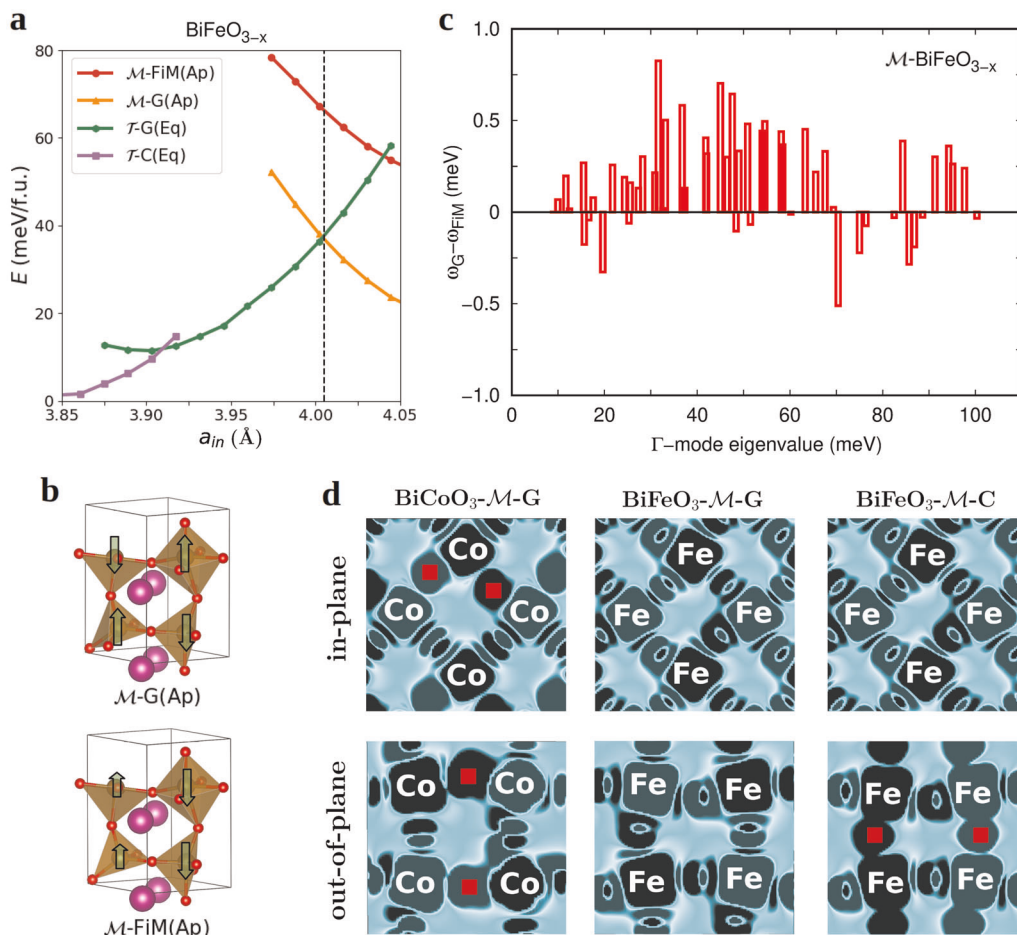 a
BiFeO₃₋ₓ
E (meV/f.u.)
80
60
40
20
0
3.85
3.90
3.95
4.00
4.05
a_in (Å)
ℳ-FiM(Ap)
ℳ-G(Ap)
𝒯-G(Eq)
𝒯-C(Eq)
c
ω_G−ω_FiM (meV)
1.0
0.5
0
−0.5
−1.0
0
20
40
60
80
100
Γ−mode eigenvalue (meV)
ℳ-BiFeO₃₋ₓ
b
ℳ-G(Ap)
ℳ-FiM(Ap)
d
BiCoO₃-ℳ-G
BiFeO₃-ℳ-G
BiFeO₃-ℳ-C
in-plane
Co
Co
Co
Co
Fe
Fe
Fe
Fe
Fe
Fe
Fe
Fe
out-of-plane
Co
Co
Co
Co
Fe
Fe
Fe
Fe
Fe
Fe
Fe
Fe